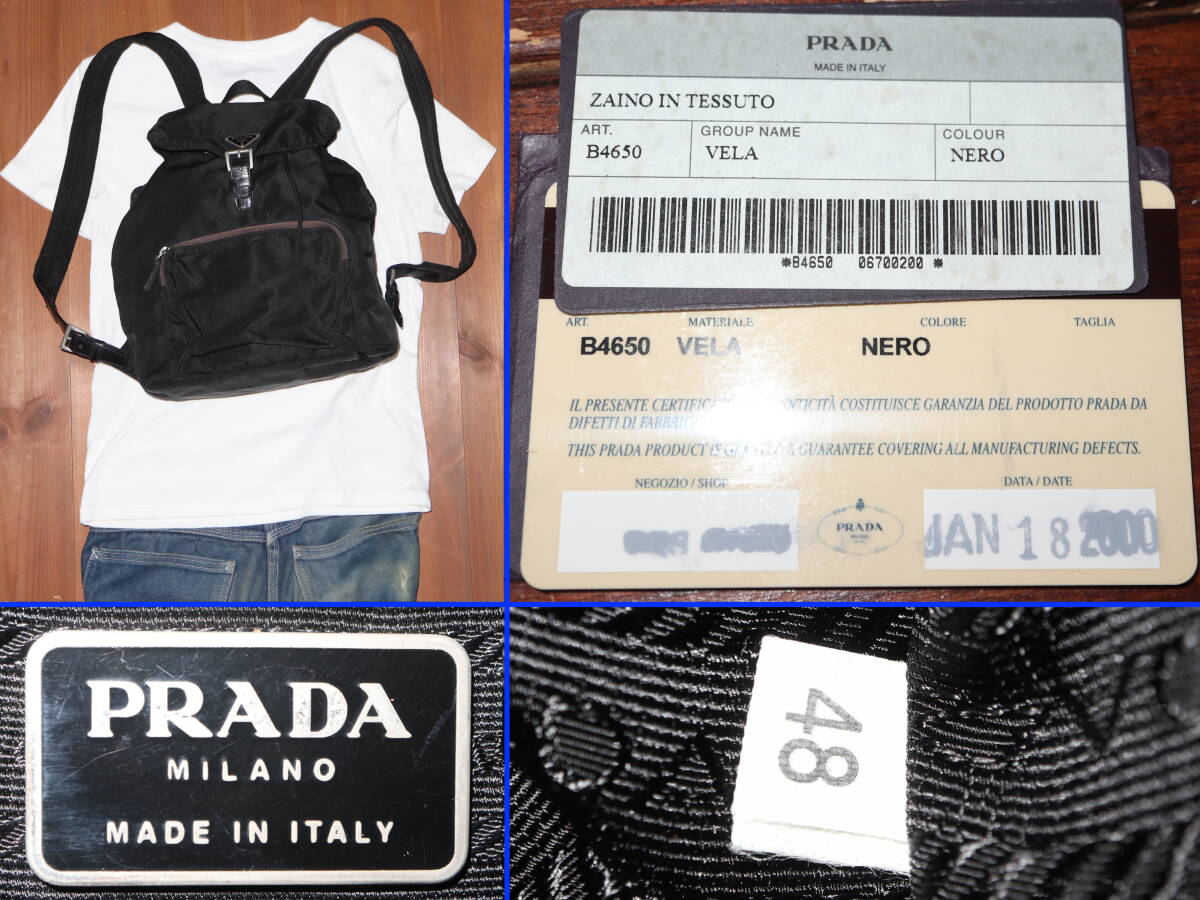 PRADA
MADE IN ITALY
ZAINO IN TESSUTO
ART. GROUP NAME COLOUR
B4650 VELA NERO
*B4650 06700200 *
ART. MATERIALE COLORE TAGLIA
B4650 VELA NERO
IL PRESENTE COSTITUISCE GARANZIA DEL PRODOTTO PRADA DA
DIFETTI DI
THIS PRADA PRODUCT IS A GUARANTEE COVERING ALL MANUFACTURING DEFECTS.
NEGOZIO / SHOP DATA / DATE
PRADA
MILANO
JAN 18 2000
PRADA
MILANO
MADE IN ITALY
48